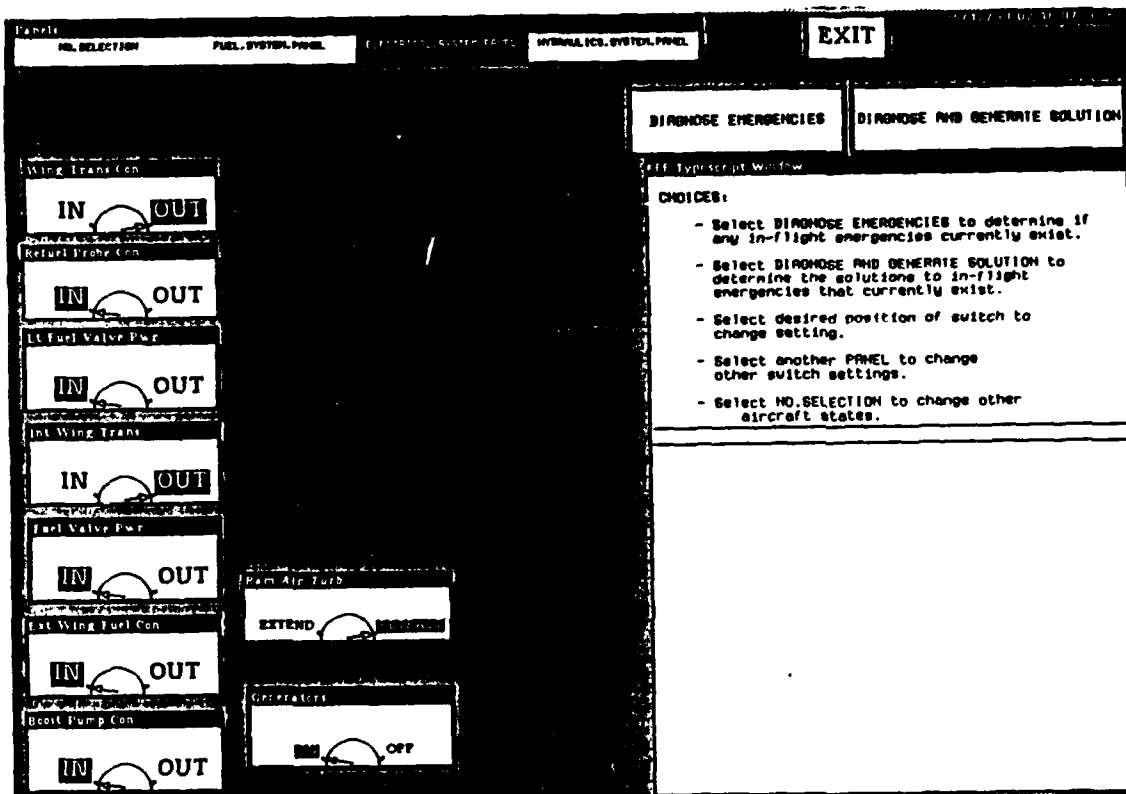 Panels
NO.SELECTION FUEL.SYSTEM.PANEL HYDRAULICS.SYSTEM.PANEL
EXIT
DIAGNOSE EMERGENCIES
DIAGNOSE AND GENERATE SOLUTION
Wing Trans Con
IN OUT
Refuel Probe Con
IN OUT
Lt Fuel Valve Pwr
IN OUT
Int Wing Trans
IN OUT
Fuel Valve Pwr
IN OUT
Ext Wing Fuel Con
IN OUT
Boost Pump Con
IN OUT
Ram Air Turb
EXTEND
Generators
OFF
KEE Typescript Window
CHOICES:
- Select DIAGNOSE EMERGENCIES to determine if
any in-flight emergencies currently exist.
- Select DIAGNOSE AND GENERATE SOLUTION to
determine the solutions to in-flight
emergencies that currently exist.
- Select desired position of switch to
change setting.
- Select another PANEL to change
other switch settings.
- Select NO.SELECTION to change other
aircraft states.